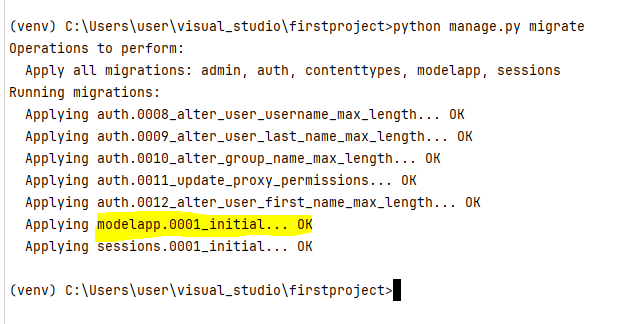 (venv) C:\Users\user\visual_studio\firstproject>python manage.py migrate
Operations to perform:
  Apply all migrations: admin, auth, contenttypes, modelapp, sessions
Running migrations:
  Applying auth.0008_alter_user_username_max_length... OK
  Applying auth.0009_alter_user_last_name_max_length... OK
  Applying auth.0010_alter_group_name_max_length... OK
  Applying auth.0011_update_proxy_permissions... OK
  Applying auth.0012_alter_user_first_name_max_length... OK
  Applying modelapp.0001_initial... OK
  Applying sessions.0001_initial... OK
(venv) C:\Users\user\visual_studio\firstproject>